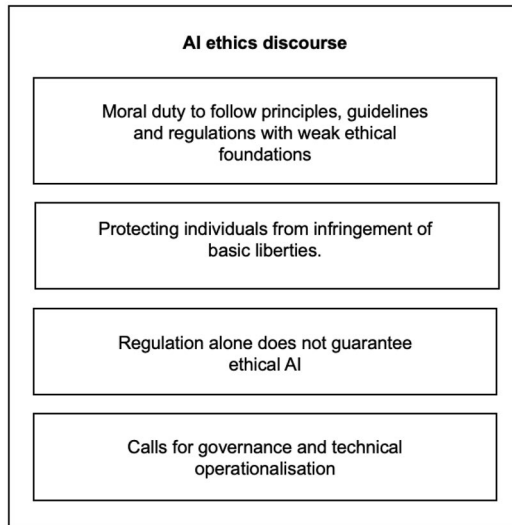 AI ethics discourse
Moral duty to follow principles, guidelines
and regulations with weak ethical
foundations
Protecting individuals from infringement of
basic liberties.
Regulation alone does not guarantee
ethical AI
Calls for governance and technical
operationalisation